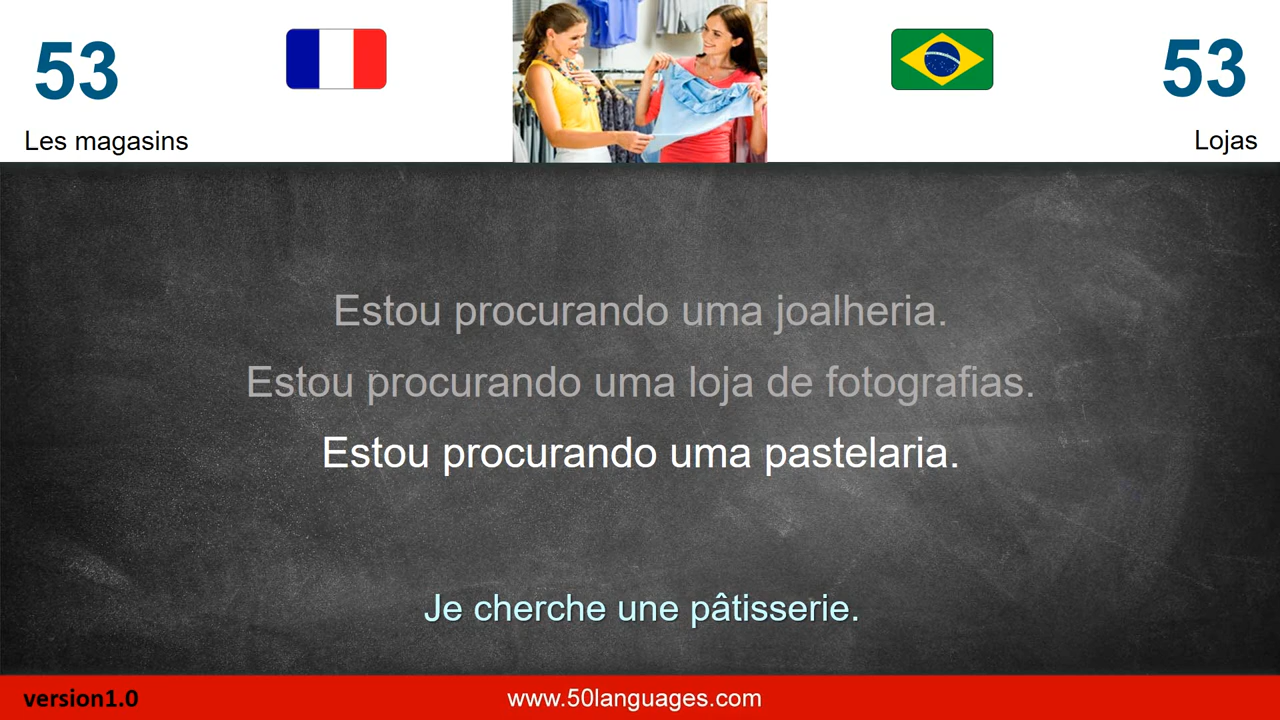 53
53
Les magasins
Lojas
Estou procurando uma joalheria.
Estou procurando uma loja de fotografias.
Estou procurando uma pastelaria.
Je cherche une pâtisserie.
version1.0
www.50languages.com